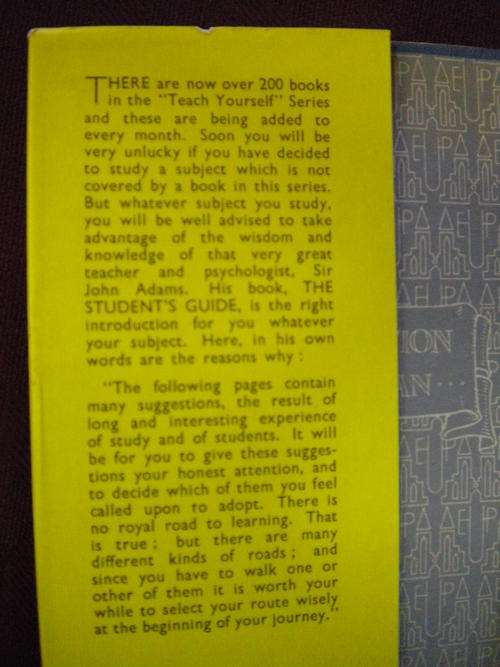 THERE are now over 200 books
in the "Teach Yourself" Series
and these are being added to
every month. Soon you will be
very unlucky if you have decided
to study a subject which is not
covered by a book in this series.
But whatever subject you study,
you will be well advised to take
advantage of the wisdom and
knowledge of that very great
teacher and psychologist, Sir
John Adams. His book, THE
STUDENT'S GUIDE, is the right
introduction for you whatever
your subject. Here, in his own
words are the reasons why :
"The following pages contain
many suggestions, the result of
long and interesting experience
of study and of students. It will
be for you to give these sugges-
tions your honest attention, and
to decide which of them you feel
called upon to adopt. There is
no royal road to learning. That
is true ; but there are many
different kinds of roads ; and
since you have to walk one or
other of them it is worth your
while to select your route wisely
at the beginning of your journey."
ION
AN...